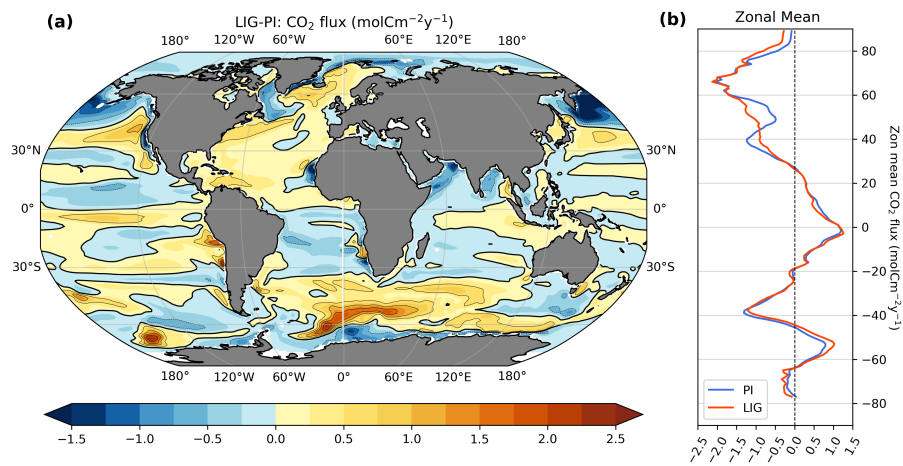 (a)
LIG-PI: CO₂ flux (molCm⁻²y⁻¹)
180° 120°W 60°W 0° 60°E 120°E 180°
30°N 30°N
0° 0°
30°S 30°S
180° 120°W 60°W 0° 60°E 120°E 180°
−1.5 −1.0 −0.5 0.0 0.5 1.0 1.5 2.0 2.5
(b)
Zonal Mean
80
60
40
20
0
−20
−40
−60
−80
Zon mean CO₂ flux (molCm⁻²y⁻¹)
PI
LIG
−2.5 −2.0 −1.5 −1.0 −0.5 0.0 0.5 1.0 1.5